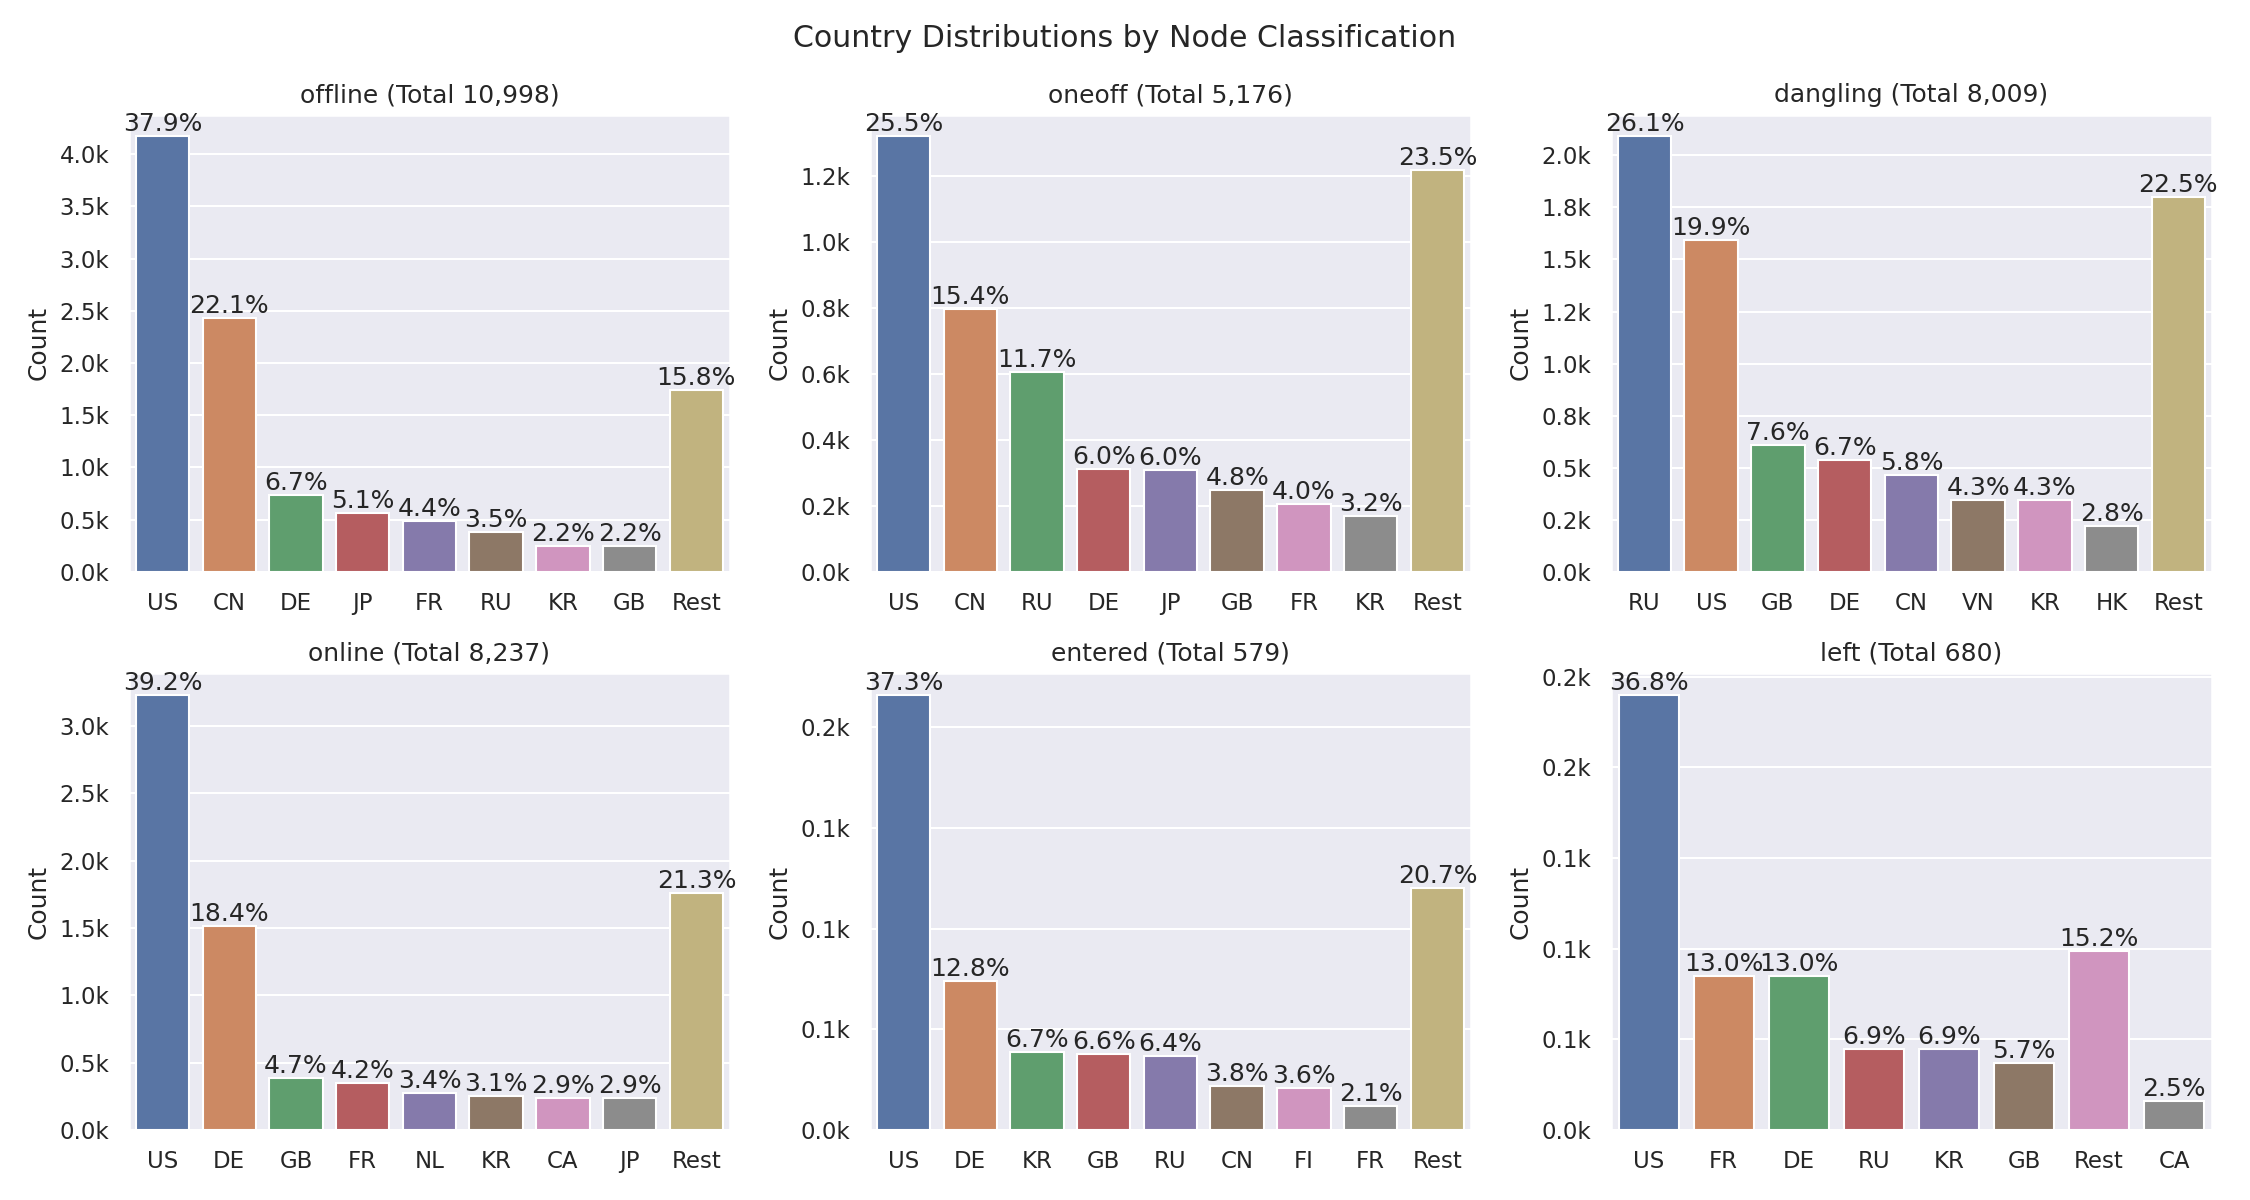 Country Distributions by Node Classification
offline (Total 10,998)
Count
4.0k
3.5k
3.0k
2.5k
2.0k
1.5k
1.0k
0.5k
0.0k
37.9%
22.1%
6.7%
5.1%
4.4%
3.5%
2.2%
2.2%
15.8%
US CN DE JP FR RU KR GB Rest
oneoff (Total 5,176)
Count
1.2k
1.0k
0.8k
0.6k
0.4k
0.2k
0.0k
25.5%
15.4%
11.7%
6.0%
6.0%
4.8%
4.0%
3.2%
23.5%
US CN RU DE JP GB FR KR Rest
dangling (Total 8,009)
Count
2.0k
1.8k
1.5k
1.2k
1.0k
0.8k
0.5k
0.2k
0.0k
26.1%
19.9%
7.6%
6.7%
5.8%
4.3%
4.3%
2.8%
22.5%
RU US GB DE CN VN KR HK Rest
online (Total 8,237)
Count
3.0k
2.5k
2.0k
1.5k
1.0k
0.5k
0.0k
39.2%
18.4%
4.7%
4.2%
3.4%
3.1%
2.9%
2.9%
21.3%
US DE GB FR NL KR CA JP Rest
entered (Total 579)
Count
0.2k
0.1k
0.1k
0.1k
0.0k
37.3%
12.8%
6.7%
6.6%
6.4%
3.8%
3.6%
2.1%
20.7%
US DE KR GB RU CN FI FR Rest
left (Total 680)
Count
0.2k
0.2k
0.1k
0.1k
0.1k
0.0k
36.8%
13.0%
13.0%
6.9%
6.9%
5.7%
15.2%
2.5%
US FR DE RU KR GB Rest CA